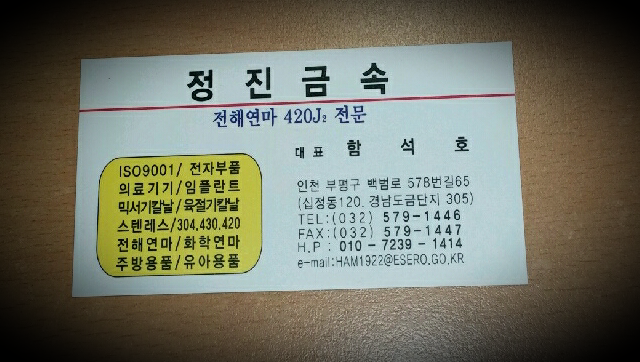 정진금속
전해연마 420J₂ 전문
대표 함 석 호
ISO9001/ 전자부품
의료기기/임플란트
믹서기칼날/육절기칼날
스텐레스/304,430,420
전해연마/화학연마
주방용품/유아용품
인천 부평구 백범로 578번길65
(십정동120, 경남도금단지 305)
TEL:(032) 579-1446
FAX:(032) 579-1447
H.P : 010-7239-1414
e-mail:HAM1922@ESERO.GO.KR